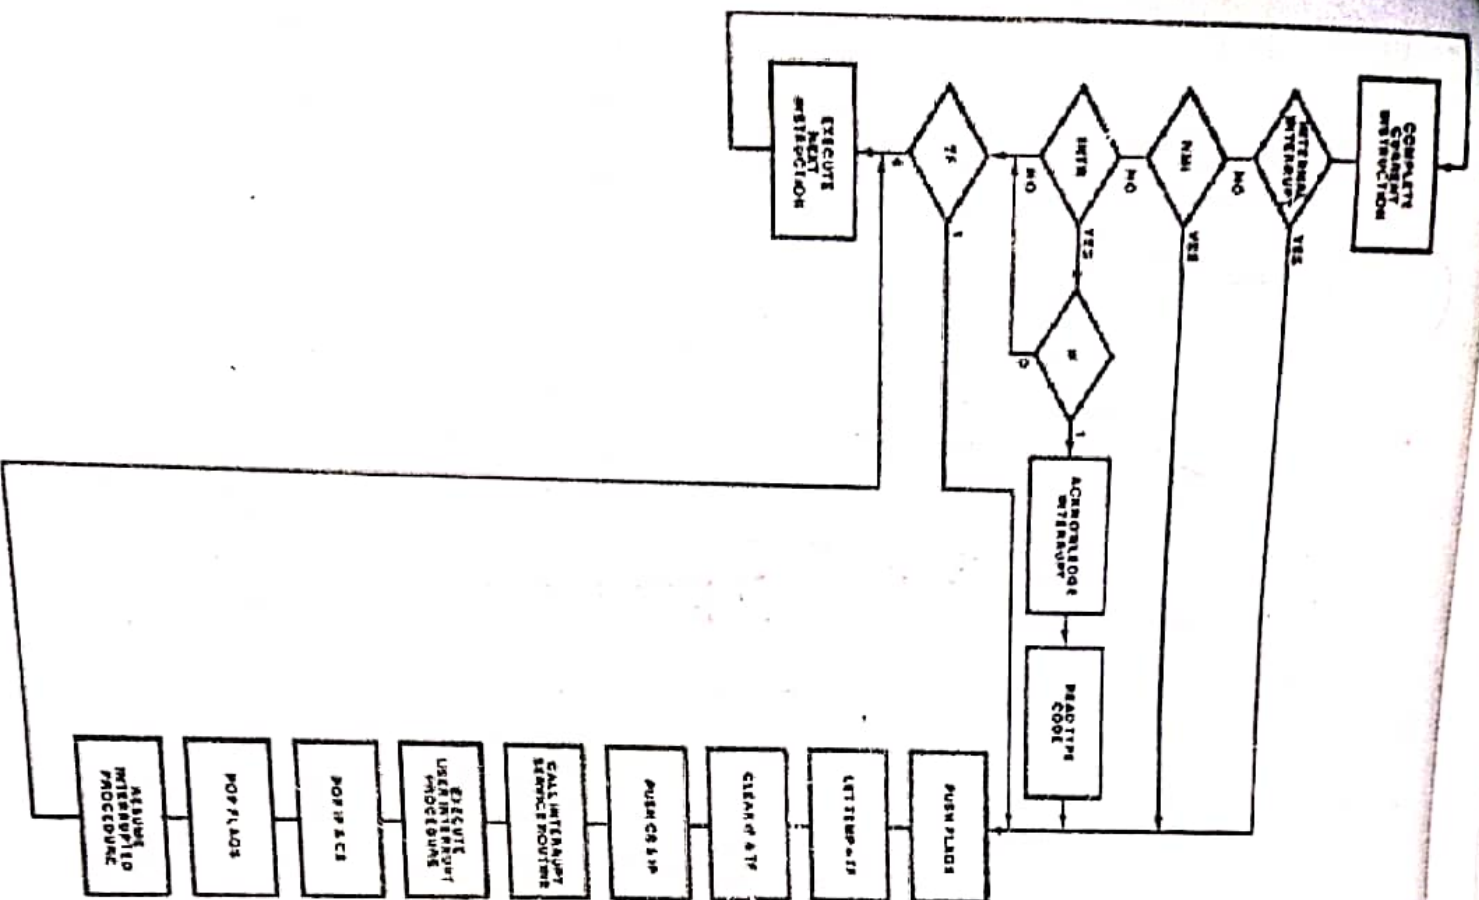 COMPLETE
CURRENT
INSTRUCTION
INTERNAL
INTERRUPT
YES
NO
NMI
YES
NO
INTR
YES
NO
IF
0
1
ACKNOWLEDGE
INTERRUPT
READ TYPE
CODE
TF
1
0
EXECUTE
NEXT
INSTRUCTION
PUSH FLAGS
LET TEMP = TF
CLEAR IF & TF
PUSH CS & IP
CALL INTERRUPT
SERVICE ROUTINE
EXECUTE
USER INTERRUPT
PROCEDURE
POP IP & CS
POP FLAGS
RESUME
INTERRUPTED
PROCEDURE